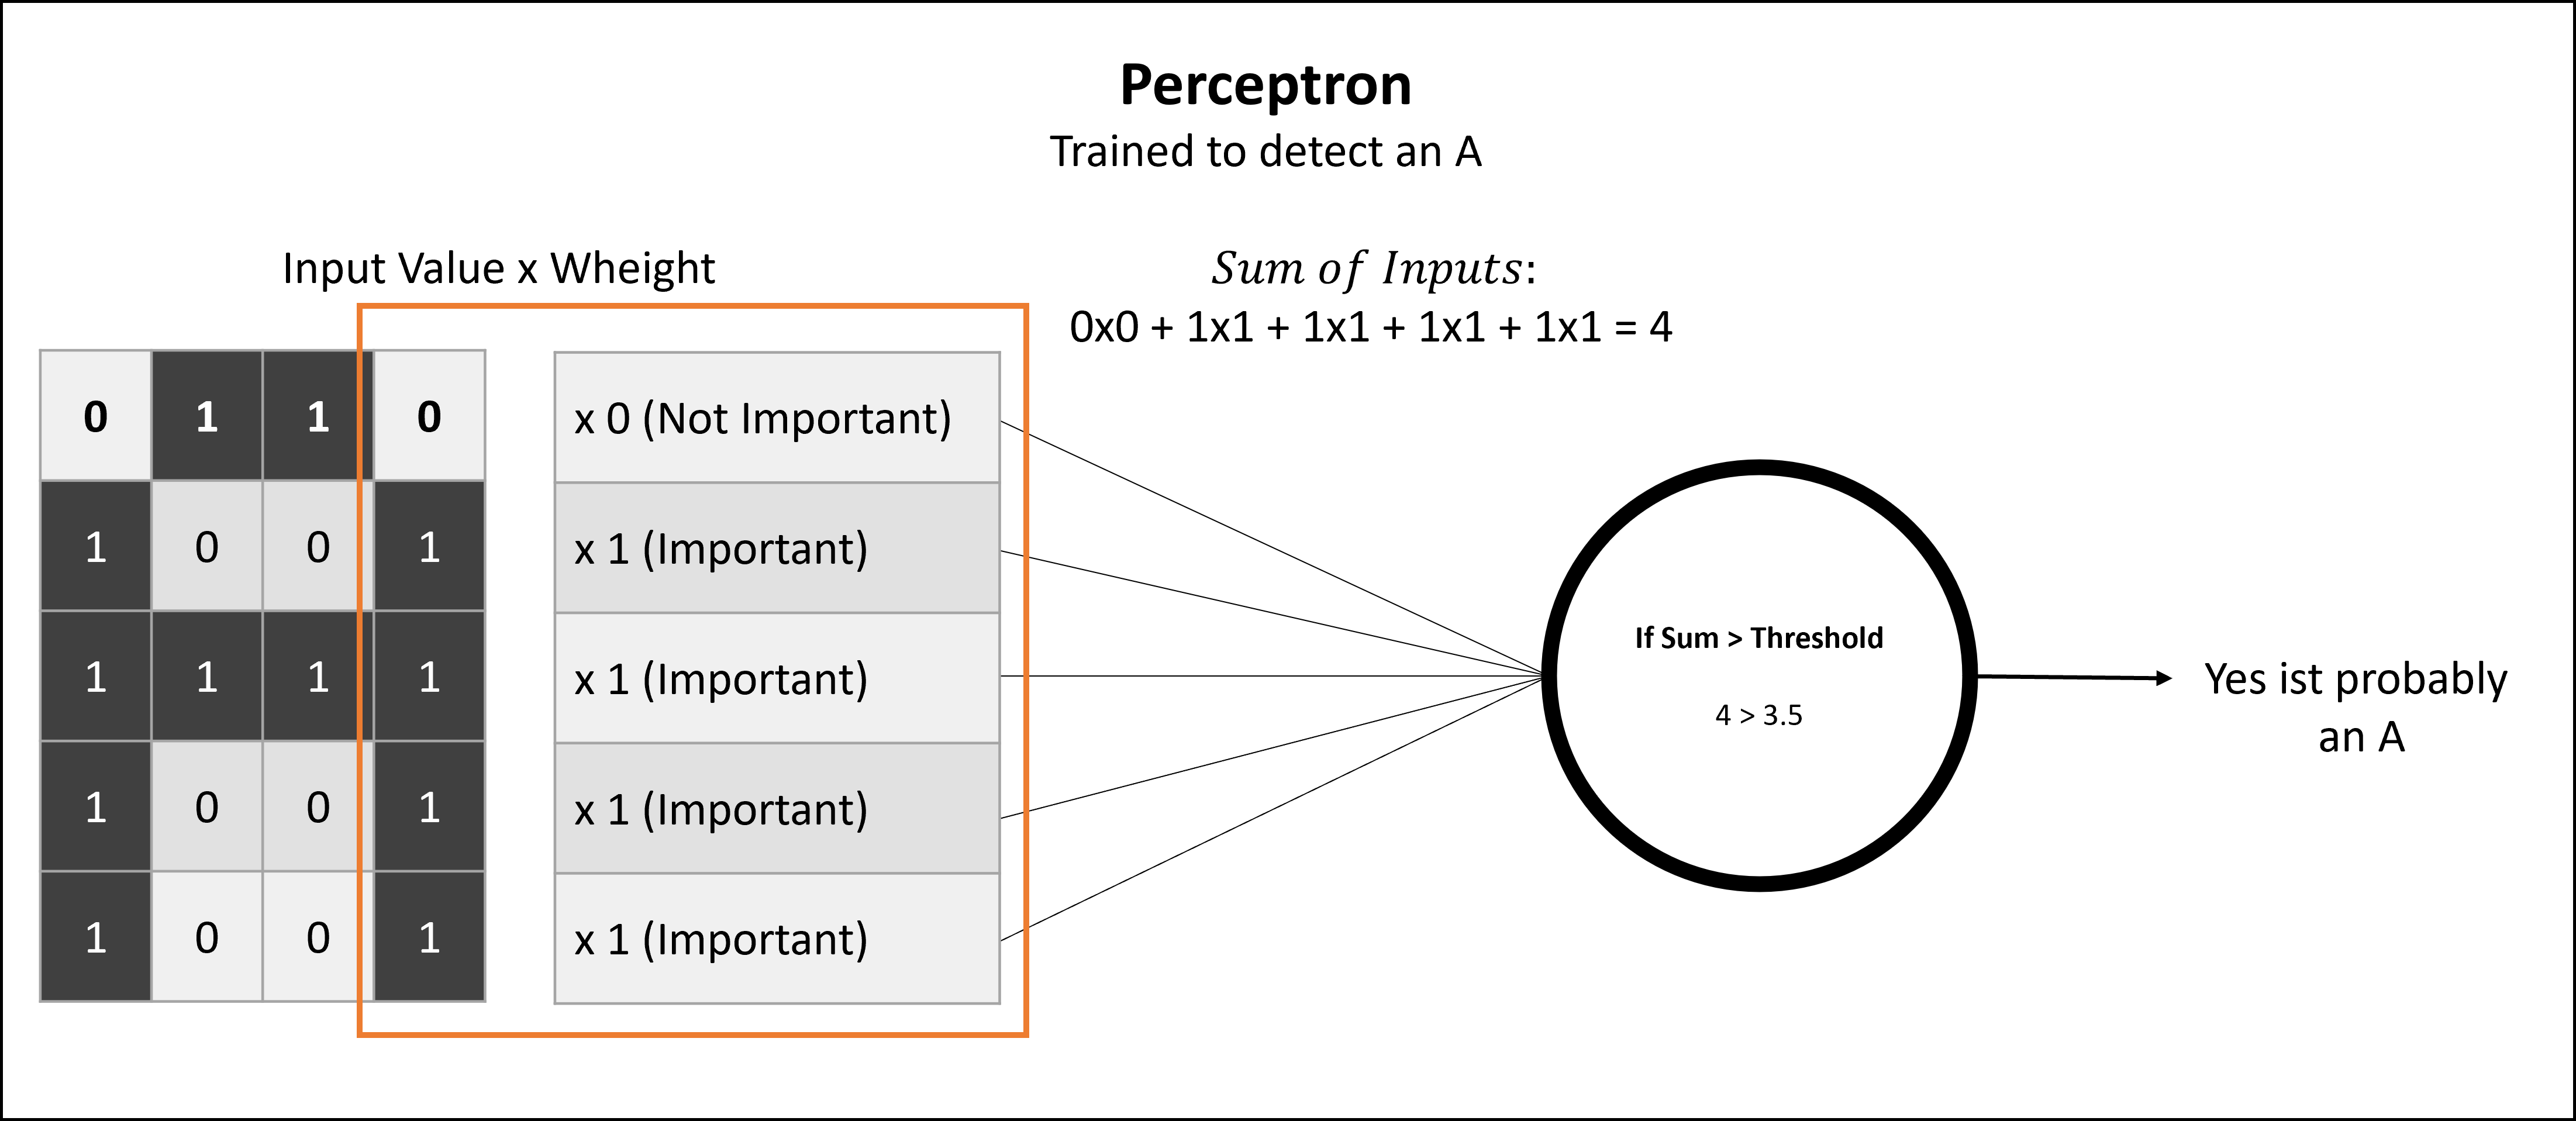 Perceptron
Trained to detect an A
Input Value x Wheight
Sum of Inputs:
0x0 + 1x1 + 1x1 + 1x1 + 1x1 = 4
0 1 1 0
x 0 (Not Important)
1 0 0 1
x 1 (Important)
1 1 1 1
x 1 (Important)
1 0 0 1
x 1 (Important)
1 0 0 1
x 1 (Important)
If Sum > Threshold
4 > 3.5
Yes ist probably
an A